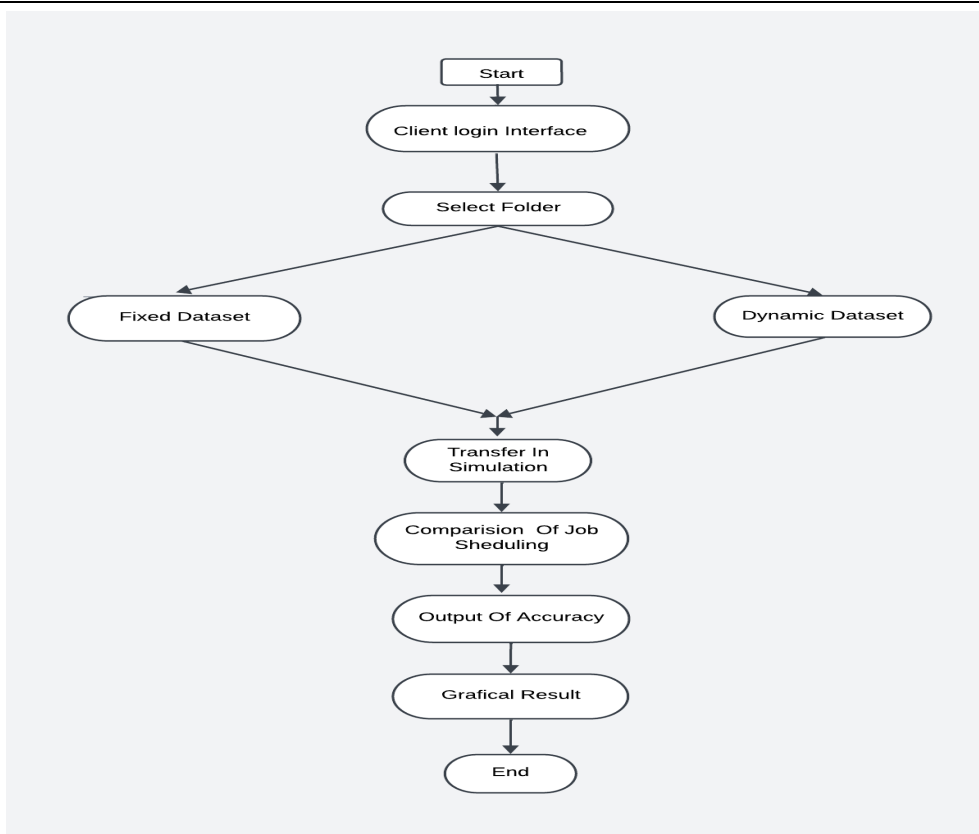 Start
Client login Interface
Select Folder
Fixed Dataset
Dynamic Dataset
Transfer In
Simulation
Comparision Of Job
Sheduling
Output Of Accuracy
Grafical Result
End